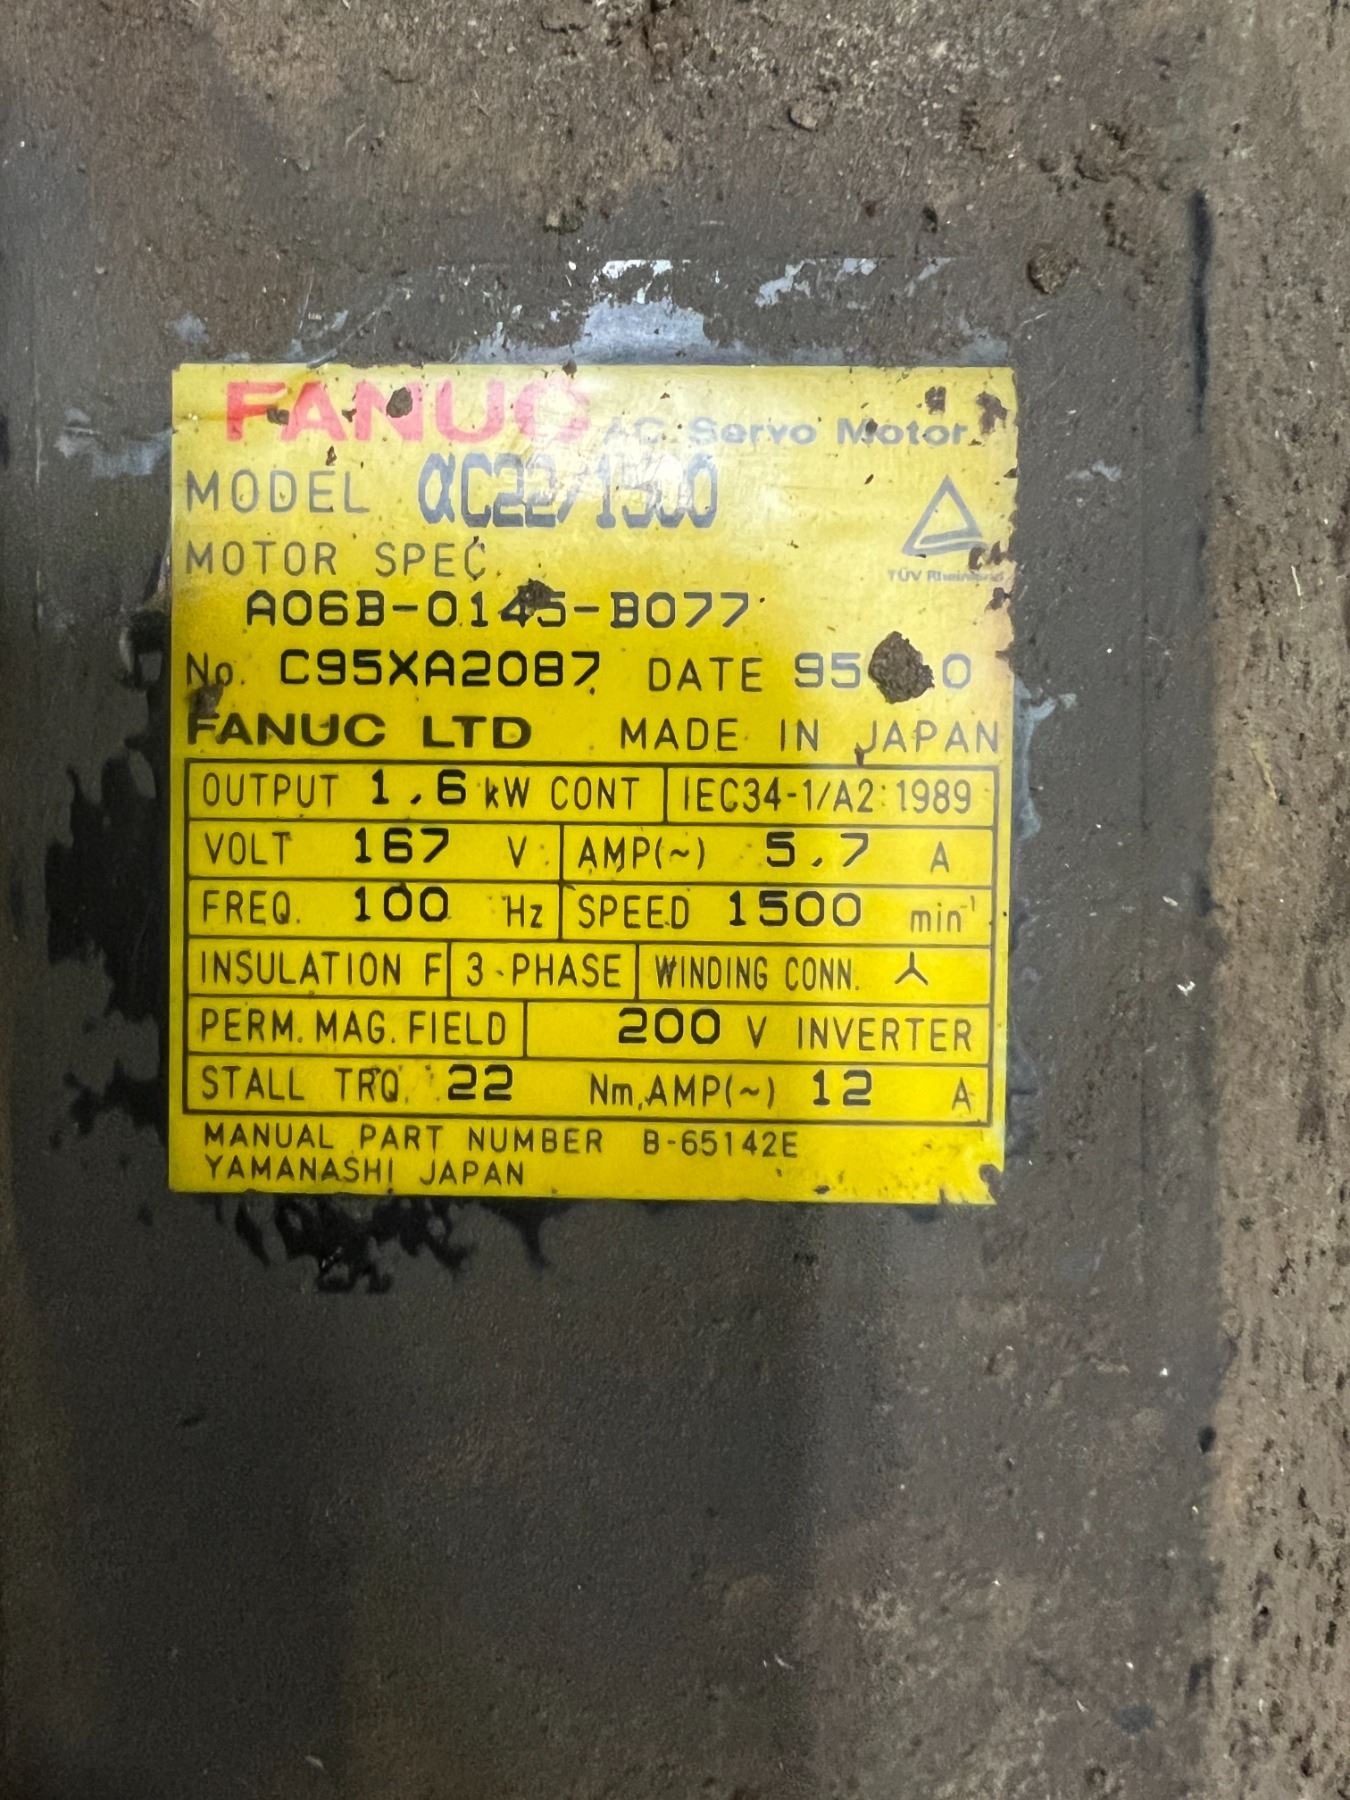 FANUC AC Servo Motor
MODEL αC22/1500
TÜV Rheinland
MOTOR SPEC
A06B-0145-B077
No. C95XA2087 DATE
FANUC LTD MADE IN JAPAN
OUTPUT 1.6 kW CONT IEC34-1/A2:1989
VOLT 167 V AMP(~) 5.7 A
FREQ. 100 Hz SPEED 1500 min⁻¹
INSULATION F 3-PHASE WINDING CONN.
PERM. MAG. FIELD 200 V INVERTER
STALL TRQ. 22 Nm, AMP(~) 12 A
MANUAL PART NUMBER B-65142E
YAMANASHI JAPAN